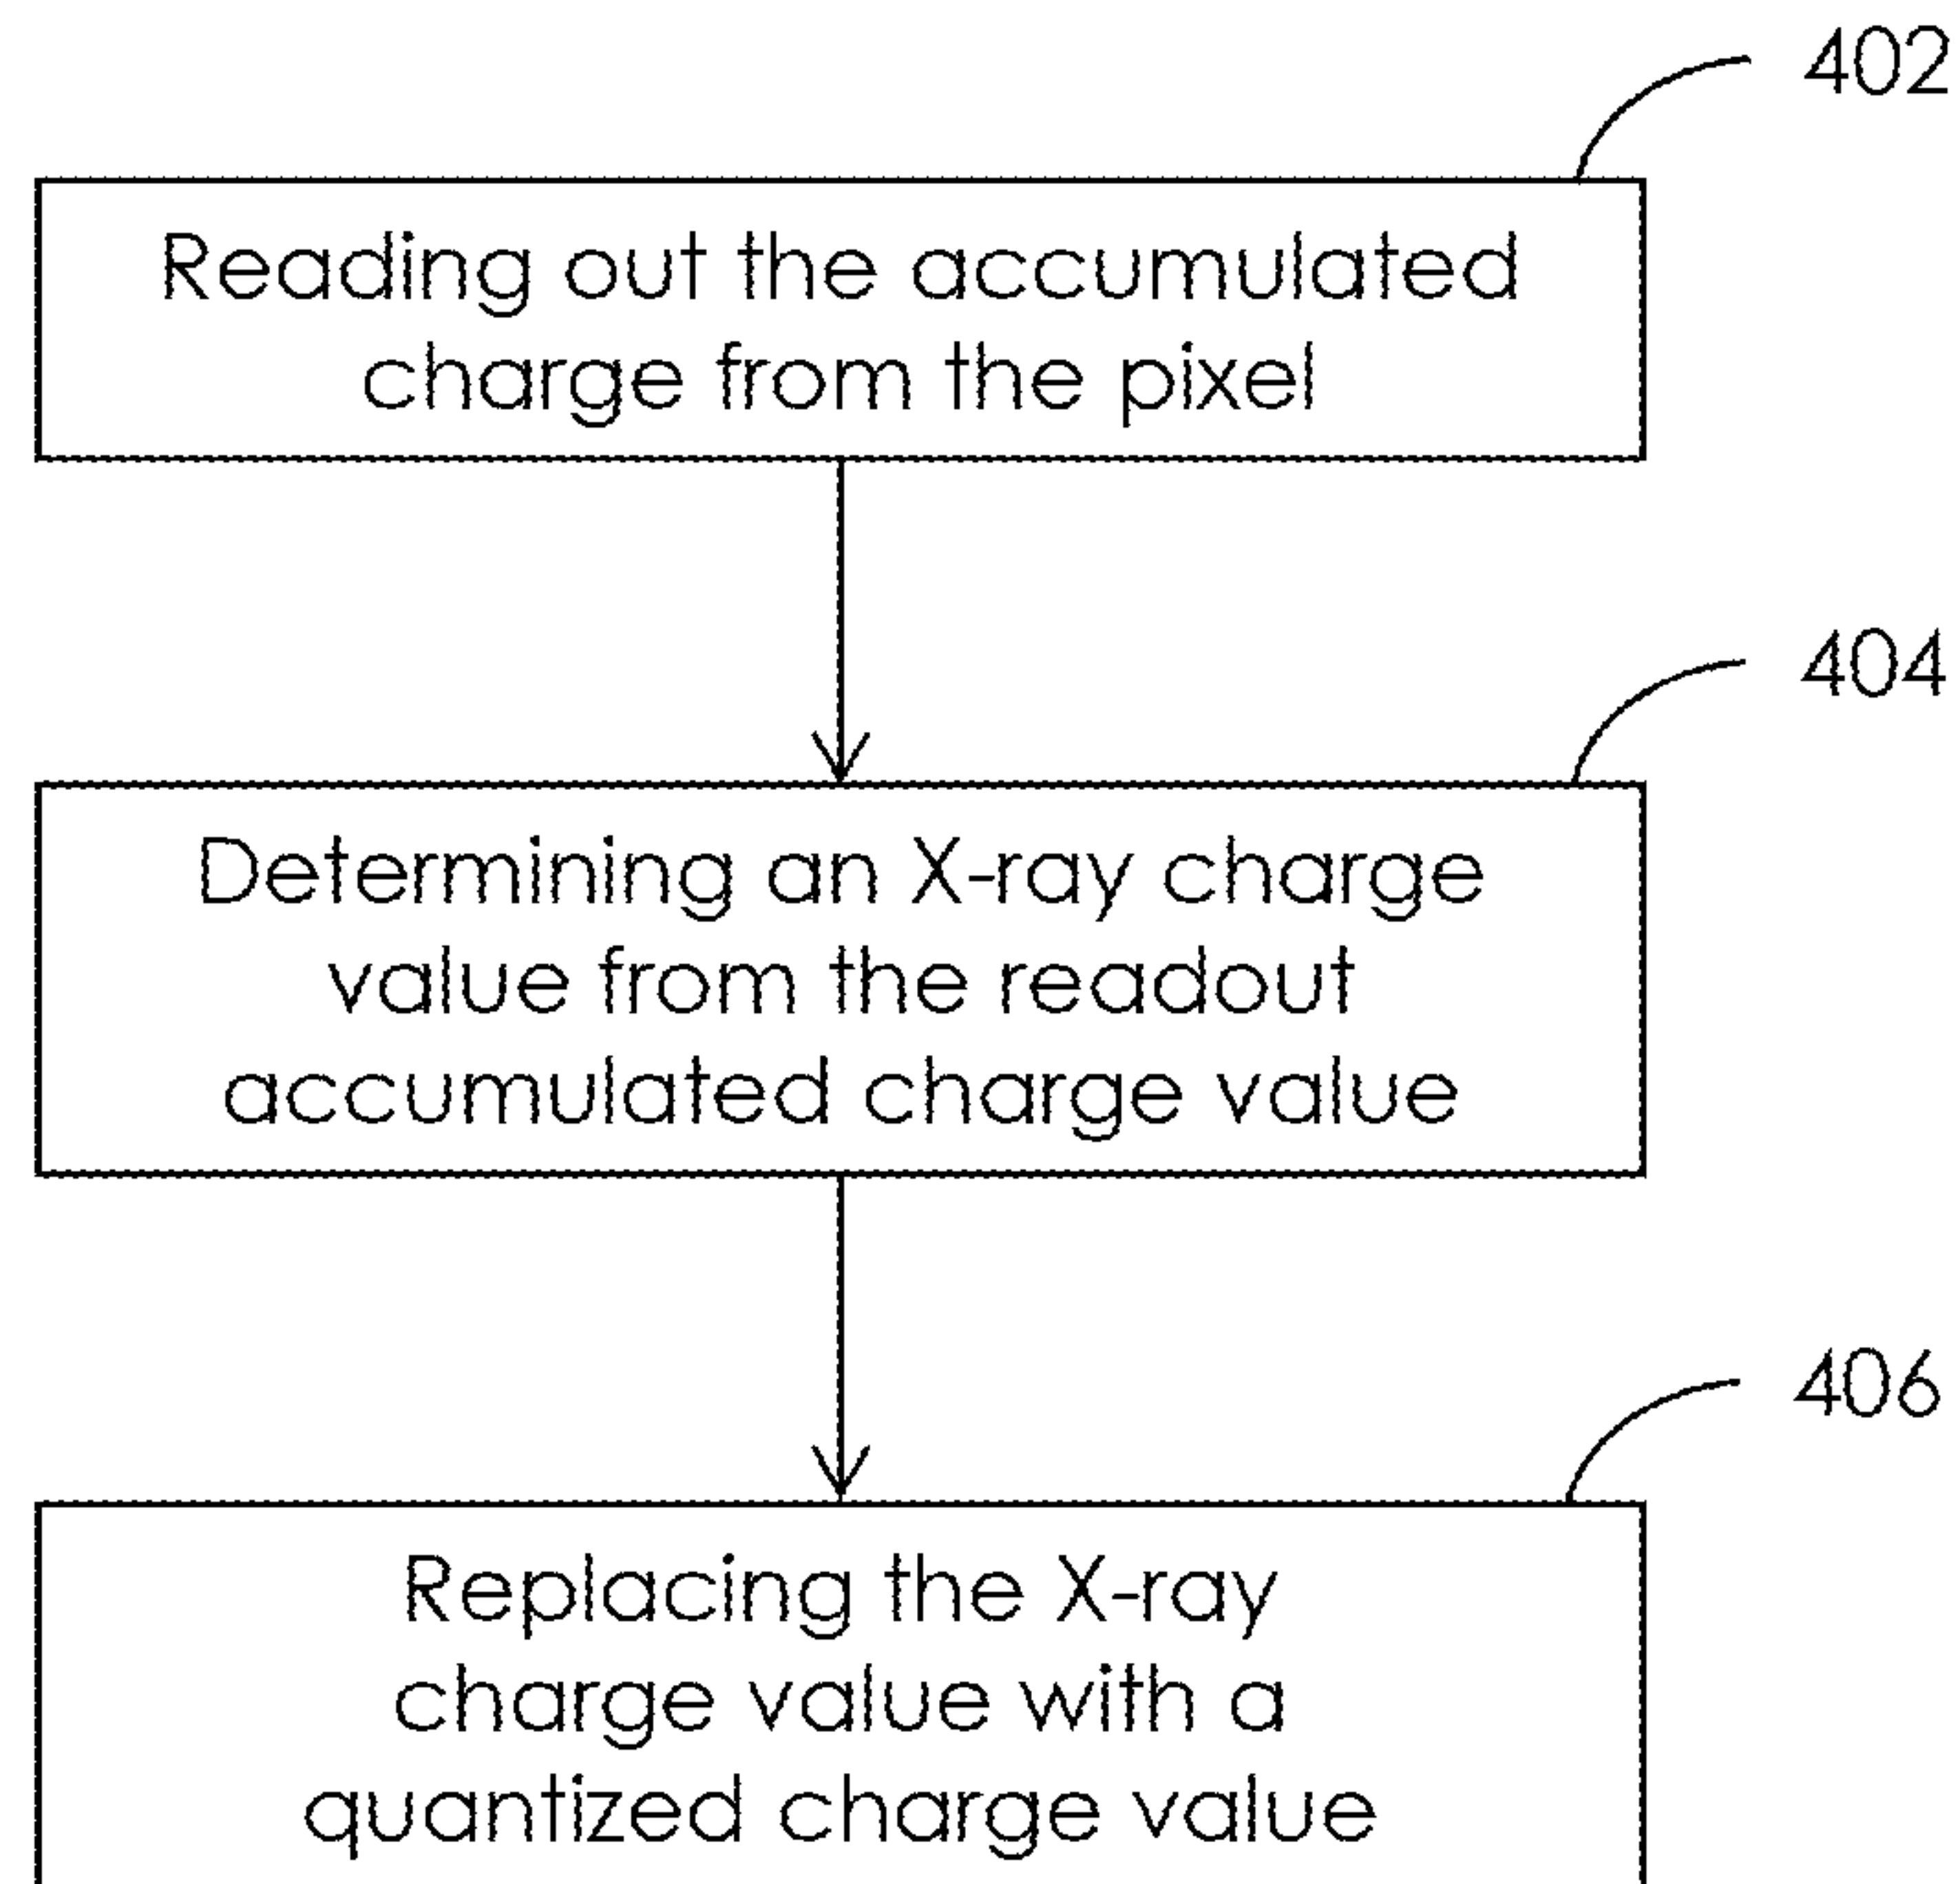 402
Reading out the accumulated
charge from the pixel
404
Determining an X-ray charge
value from the readout
accumulated charge value
406
Replacing the X-ray
charge value with a
quantized charge value